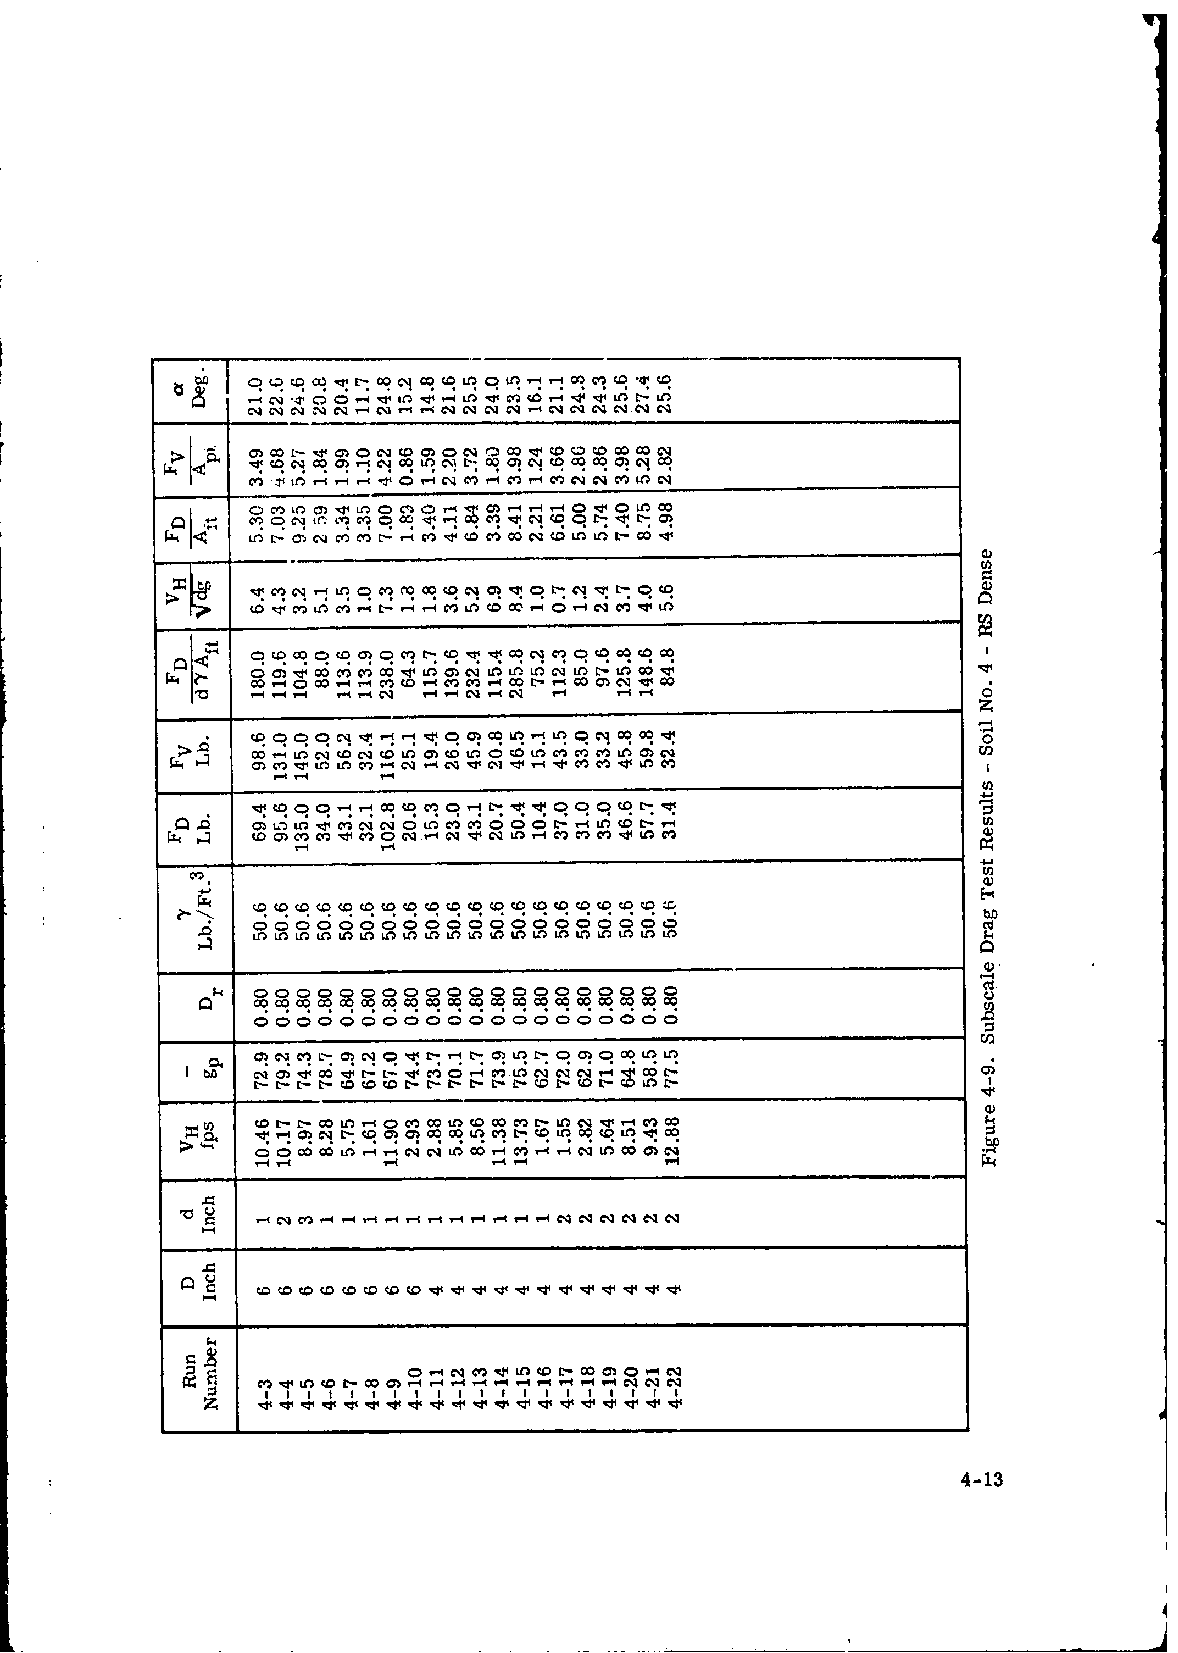 Run Number D Inch d Inch VH fps gp Dr γ Lb./Ft.3 FD Lb. FV Lb. FD/dγAft VH/√dg FD/Aft FV/Apl α Deg.
4-3 6 1 10.46 72.9 0.80 50.6 69.4 98.6 180.0 6.4 5.30 3.49 21.0
4-4 6 2 10.17 79.2 0.80 50.6 95.6 131.0 119.6 4.3 7.03 4.68 22.6
4-5 6 3 8.97 74.3 0.80 50.6 135.0 145.0 104.8 3.2 9.25 5.27 24.6
4-6 6 1 8.28 78.7 0.80 50.6 34.0 52.0 88.0 5.1 2.59 1.84 20.8
4-7 6 1 5.75 64.9 0.80 50.6 43.1 56.2 113.6 3.5 3.34 1.99 20.4
4-8 6 1 1.61 67.2 0.80 50.6 32.1 32.4 113.9 1.0 3.35 1.10 11.7
4-9 6 1 11.90 67.0 0.80 50.6 102.8 116.1 238.0 7.3 7.00 4.22 24.8
4-10 6 1 2.93 74.4 0.80 50.6 20.6 25.1 64.3 1.8 1.83 0.86 15.2
4-11 4 1 2.88 73.7 0.80 50.6 15.3 19.4 115.7 1.8 3.40 1.59 14.8
4-12 4 1 5.85 70.1 0.80 50.6 23.0 26.0 139.6 3.6 4.11 2.20 21.6
4-13 4 1 8.56 71.7 0.80 50.6 43.1 45.9 232.4 5.2 6.84 3.72 25.5
4-14 4 1 11.38 73.9 0.80 50.6 20.7 20.8 115.4 6.9 3.39 1.80 24.0
4-15 4 1 13.73 75.5 0.80 50.6 50.4 46.5 285.8 8.4 8.41 3.98 23.5
4-16 4 1 1.67 62.7 0.80 50.6 10.4 15.1 75.2 1.0 2.21 1.24 16.1
4-17 4 2 1.55 72.0 0.80 50.6 37.0 43.5 112.3 0.7 6.61 3.66 21.1
4-18 4 2 2.82 62.9 0.80 50.6 31.0 33.0 85.0 1.2 5.00 2.86 24.8
4-19 4 2 5.64 71.0 0.80 50.6 35.0 33.2 97.6 2.4 5.74 2.86 24.3
4-20 4 2 8.51 64.8 0.80 50.6 46.6 45.8 125.8 3.7 7.40 3.98 25.6
4-21 4 2 9.43 58.5 0.80 50.6 57.7 59.8 148.6 4.0 8.75 5.28 27.4
4-22 4 2 12.88 77.5 0.80 50.6 31.4 32.4 84.8 5.6 4.98 2.82 25.6
Figure 4-9. Subscale Drag Test Results - Soil No. 4 - RS Dense
4-13